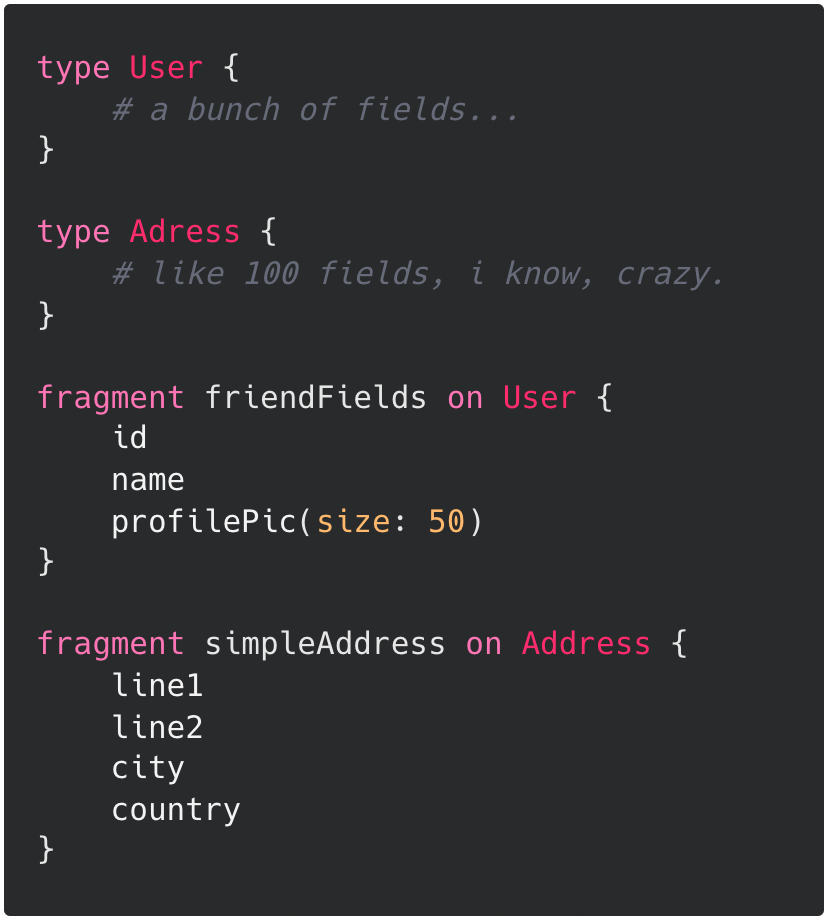 type User {
    # a bunch of fields...
}
type Adress {
    # like 100 fields, i know, crazy.
}
fragment friendFields on User {
    id
    name
    profilePic(size: 50)
}
fragment simpleAddress on Address {
    line1
    line2
    city
    country
}